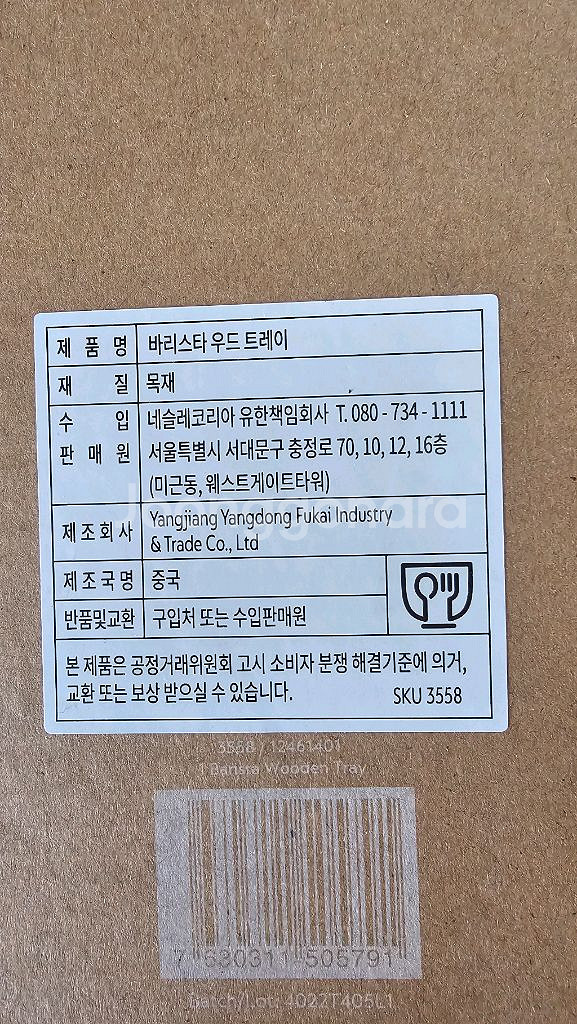 제 품 명 바리스타 우드 트레이
재 질 목재
수 입 네슬레코리아 유한책임회사 T. 080 - 734 - 1111
판 매 원 서울특별시 서대문구 충정로 70, 10, 12, 16층
(미근동, 웨스트게이트타워)
제조회사 Yangjiang Yangdong Fukai Industry
& Trade Co., Ltd
제조국명 중국
반품및교환 구입처 또는 수입판매원
본 제품은 공정거래위원회 고시 소비자 분쟁 해결기준에 의거,
교환 또는 보상 받으실 수 있습니다. SKU 3558
Joonggonara
3558 / 12461401
1 Barista Wooden Tray
7 630311 505791
Batch/Lot: 4022T405L1